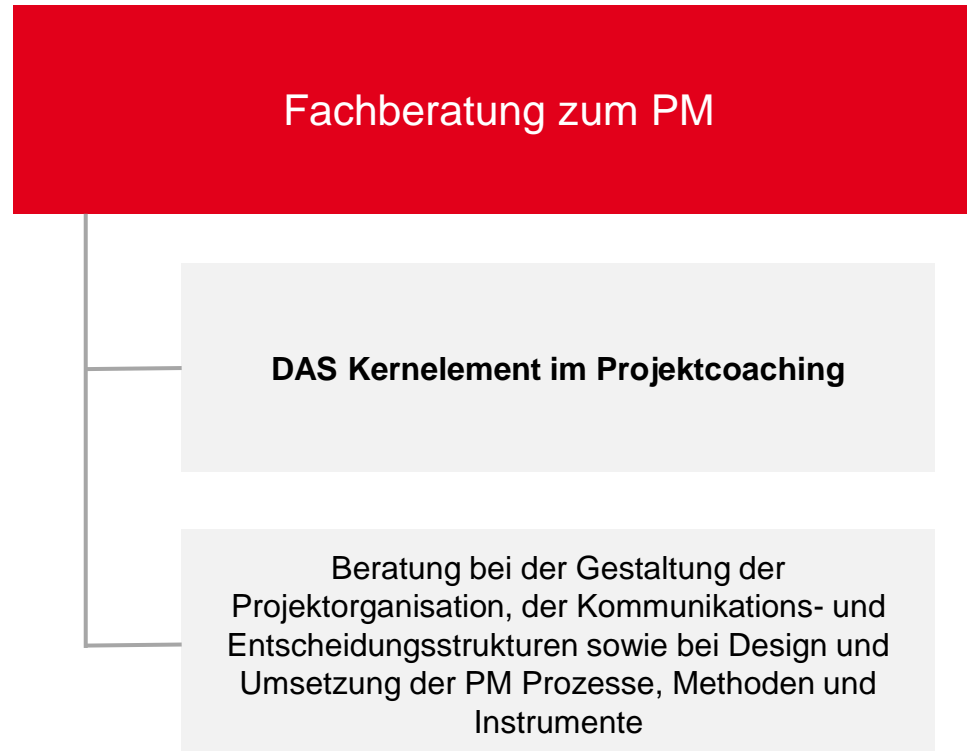 Fachberatung zum PM
DAS Kernelement im Projektcoaching
Beratung bei der Gestaltung der
Projektorganisation, der Kommunikations- und
Entscheidungsstrukturen sowie bei Design und
Umsetzung der PM Prozesse, Methoden und
Instrumente